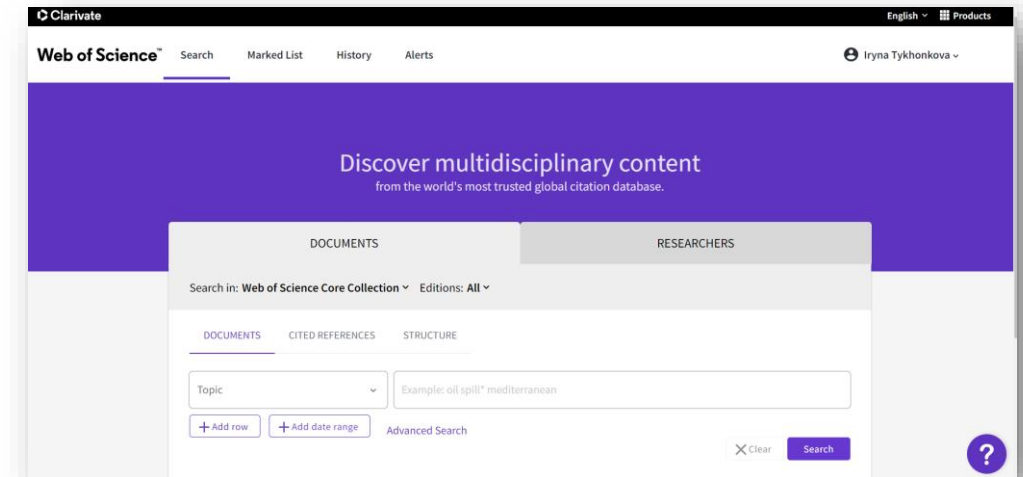 Clarivate English Products
Web of Science™ Search Marked List History Alerts Iryna Tykhonkova
Discover multidisciplinary content
from the world's most trusted global citation database.
DOCUMENTS RESEARCHERS
Search in: Web of Science Core Collection Editions: All
DOCUMENTS CITED REFERENCES STRUCTURE
Topic Example: oil spill* mediterranean
+ Add row + Add date range Advanced Search
X Clear Search
?